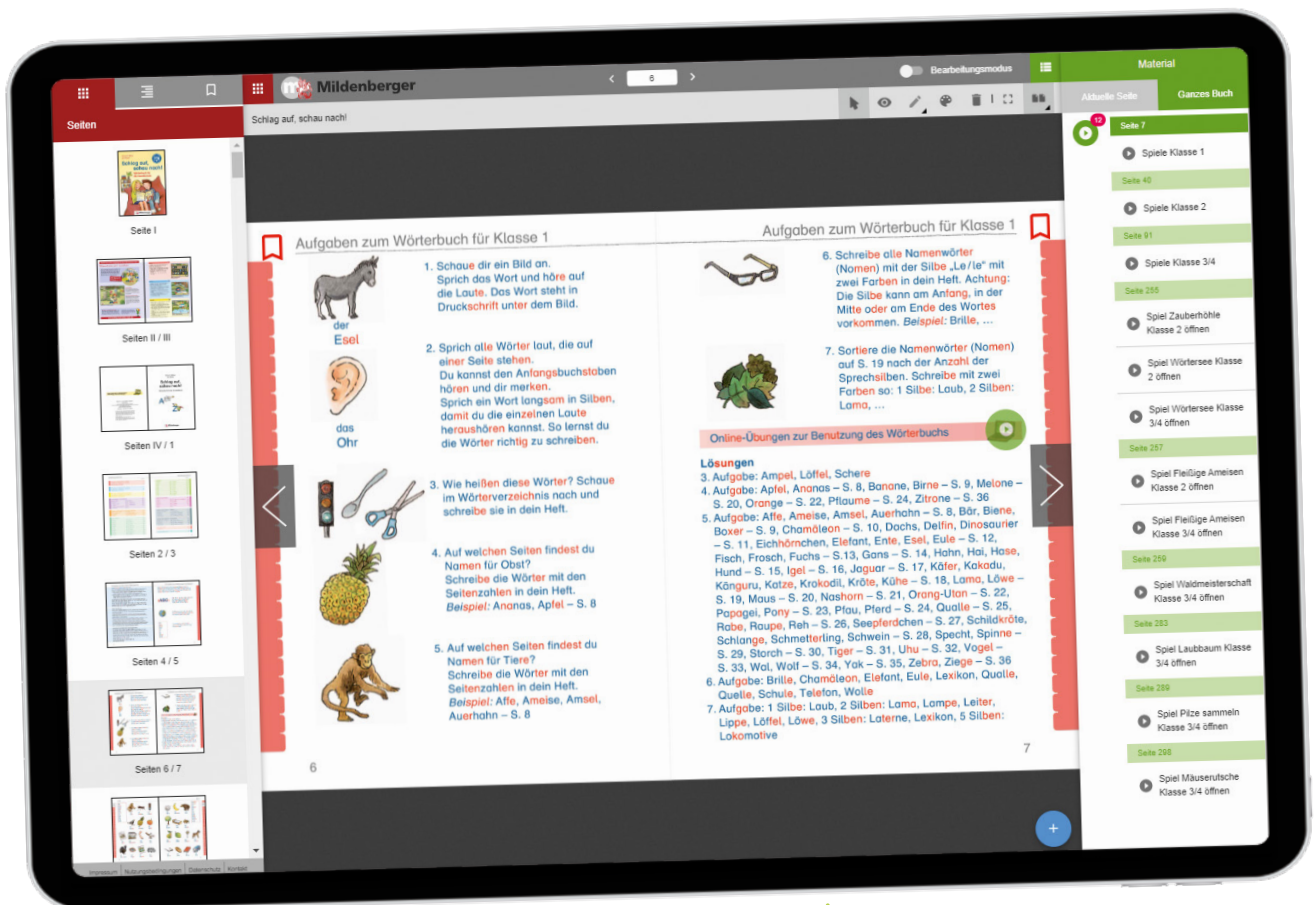 Seiten
Seite I
Seiten II / III
Seiten IV / 1
Seiten 2 / 3
Seiten 4 / 5
Seiten 6 / 7
Impressum Nutzungsbedingungen Datenschutz Kontakt
Mildenberger
6
Bearbeitungsmodus
Schlag auf, schau nach!
Aufgaben zum Wörterbuch für Klasse 1
der
Esel
1. Schaue dir ein Bild an.
Sprich das Wort und höre auf
die Laute. Das Wort steht in
Druckschrift unter dem Bild.
das
Ohr
2. Sprich alle Wörter laut, die auf
einer Seite stehen.
Du kannst den Anfangsbuchstaben
hören und dir merken.
Sprich ein Wort langsam in Silben,
damit du die einzelnen Laute
heraushören kannst. So lernst du
die Wörter richtig zu schreiben.
3. Wie heißen diese Wörter? Schaue
im Wörterverzeichnis nach und
schreibe sie in dein Heft.
4. Auf welchen Seiten findest du
Namen für Obst?
Schreibe die Wörter mit den
Seitenzahlen in dein Heft.
Beispiel: Ananas, Apfel – S. 8
5. Auf welchen Seiten findest du
Namen für Tiere?
Schreibe die Wörter mit den
Seitenzahlen in dein Heft.
Beispiel: Affe, Ameise, Amsel,
Auerhahn – S. 8
6
Aufgaben zum Wörterbuch für Klasse 1
6. Schreibe alle Namenwörter
(Nomen) mit der Silbe „Le/le“ mit
zwei Farben in dein Heft. Achtung:
Die Silbe kann am Anfang, in der
Mitte oder am Ende des Wortes
vorkommen. Beispiel: Brille, …
7. Sortiere die Namenwörter (Nomen)
auf S. 19 nach der Anzahl der
Sprechsilben. Schreibe mit zwei
Farben so: 1 Silbe: Laub, 2 Silben:
Lama, …
Online-Übungen zur Benutzung des Wörterbuchs
Lösungen
3. Aufgabe: Ampel, Löffel, Schere
4. Aufgabe: Apfel, Ananas – S. 8, Banane, Birne – S. 9, Melone –
S. 20, Orange – S. 22, Pflaume – S. 24, Zitrone – S. 36
5. Aufgabe: Affe, Ameise, Amsel, Auerhahn – S. 8, Bär, Biene,
Boxer – S. 9, Chamäleon – S. 10, Dachs, Delfin, Dinosaurier
– S. 11, Eichhörnchen, Elefant, Ente, Esel, Eule – S. 12,
Fisch, Frosch, Fuchs – S.13, Gans – S. 14, Hahn, Hai, Hase,
Hund – S. 15, Igel – S. 16, Jaguar – S. 17, Käfer, Kakadu,
Känguru, Katze, Krokodil, Kröte, Kühe – S. 18, Lama, Löwe –
S. 19, Maus – S. 20, Nashorn – S. 21, Orang-Utan – S. 22,
Papagei, Pony – S. 23, Pfau, Pferd – S. 24, Qualle – S. 25,
Rabe, Raupe, Reh – S. 26, Seepferdchen – S. 27, Schildkröte,
Schlange, Schmetterling, Schwein – S. 28, Specht, Spinne –
S. 29, Storch – S. 30, Tiger – S. 31, Uhu – S. 32, Vogel –
S. 33, Wal, Wolf – S. 34, Yak – S. 35, Zebra, Ziege – S. 36
6. Aufgabe: Brille, Chamäleon, Elefant, Eule, Lexikon, Qualle,
Quelle, Schule, Telefon, Wolle
7. Aufgabe: 1 Silbe: Laub, 2 Silben: Lama, Lampe, Leiter,
Lippe, Löffel, Löwe, 3 Silben: Laterne, Lexikon, 5 Silben:
Lokomotive
7
Material
Aktuelle Seite Ganzes Buch
12
Seite 7
Spiele Klasse 1
Seite 40
Spiele Klasse 2
Seite 91
Spiele Klasse 3/4
Seite 255
Spiel Zauberhöhle
Klasse 2 öffnen
Spiel Wörtersee Klasse
2 öffnen
Spiel Wörtersee Klasse
3/4 öffnen
Seite 257
Spiel Fleißige Ameisen
Klasse 2 öffnen
Spiel Fleißige Ameisen
Klasse 3/4 öffnen
Seite 259
Spiel Waldmeisterschaft
Klasse 3/4 öffnen
Seite 283
Spiel Laubbaum Klasse
3/4 öffnen
Seite 289
Spiel Pilze sammeln
Klasse 3/4 öffnen
Seite 298
Spiel Mäuserutsche
Klasse 3/4 öffnen